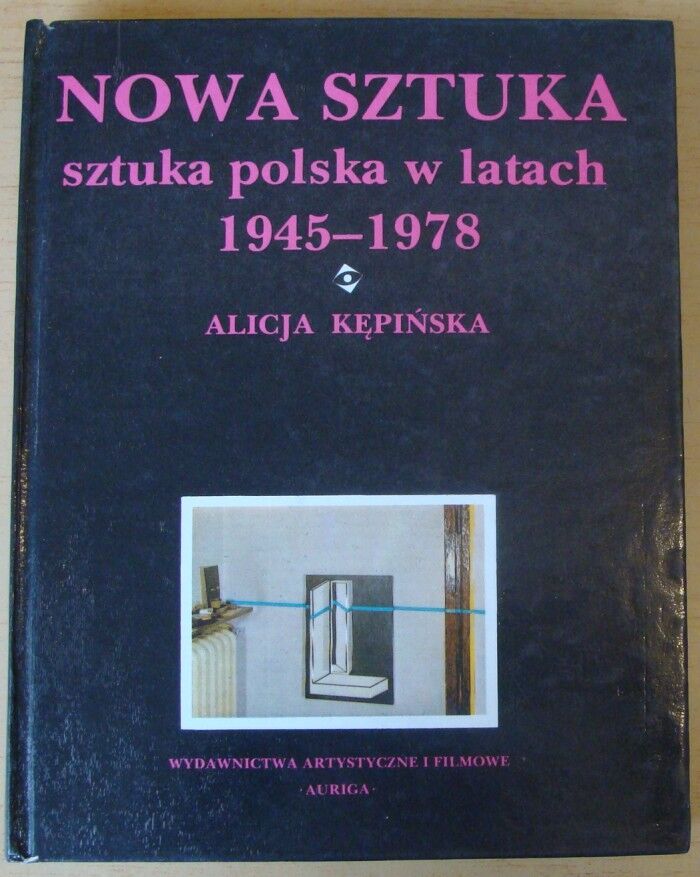 NOWA SZTUKA
sztuka polska w latach
1945–1978
ALICJA KĘPIŃSKA
WYDAWNICTWA ARTYSTYCZNE I FILMOWE
·AURIGA·